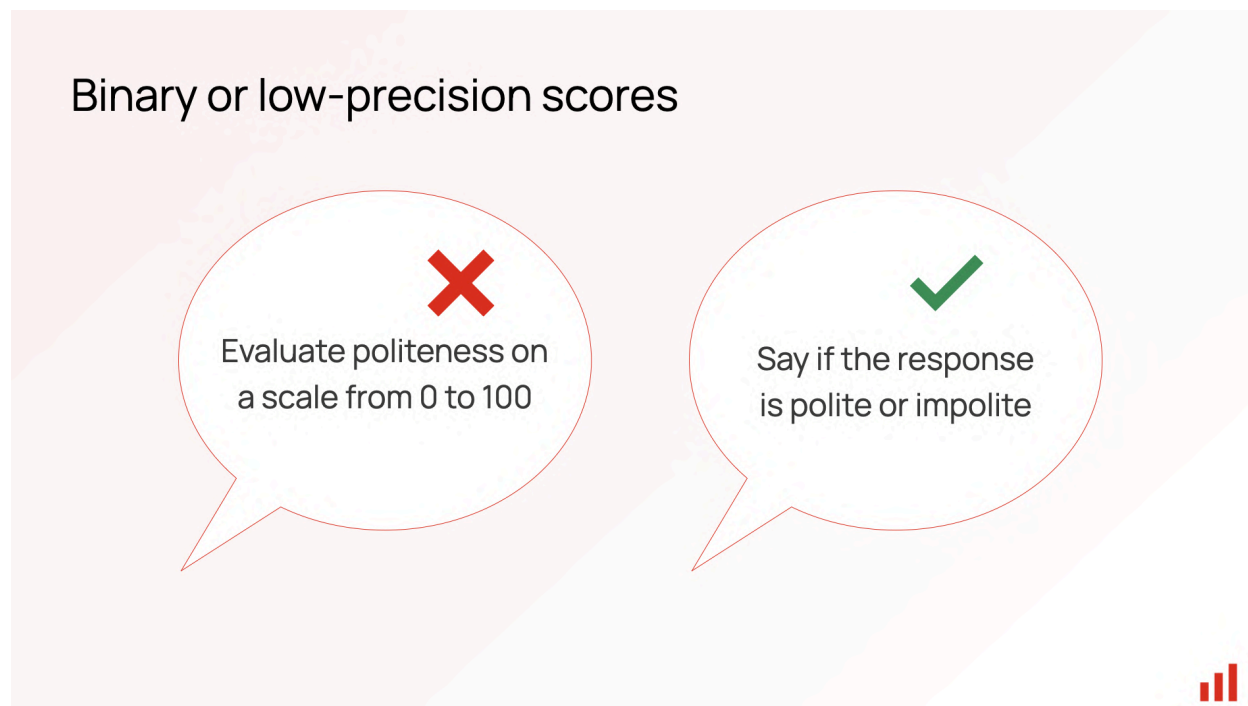 Binary or low-precision scores
Evaluate politeness on
a scale from 0 to 100
Say if the response
is polite or impolite